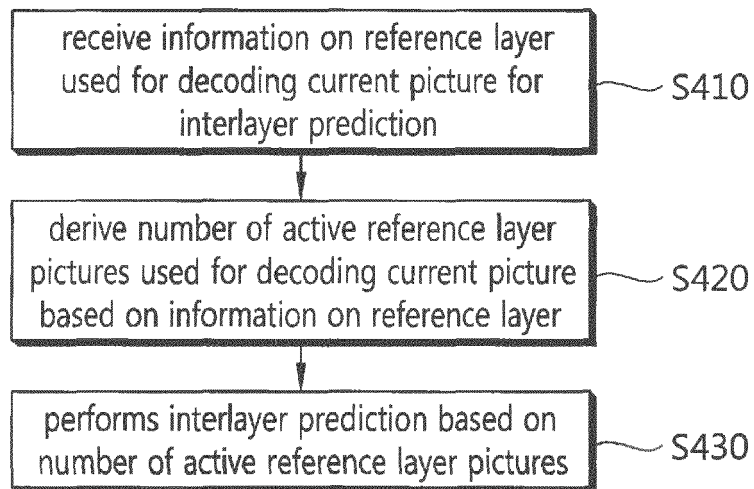 receive information on reference layer
used for decoding current picture for
interlayer prediction
S410
derive number of active reference layer
pictures used for decoding current picture
based on information on reference layer
S420
performs interlayer prediction based on
number of active reference layer pictures
S430